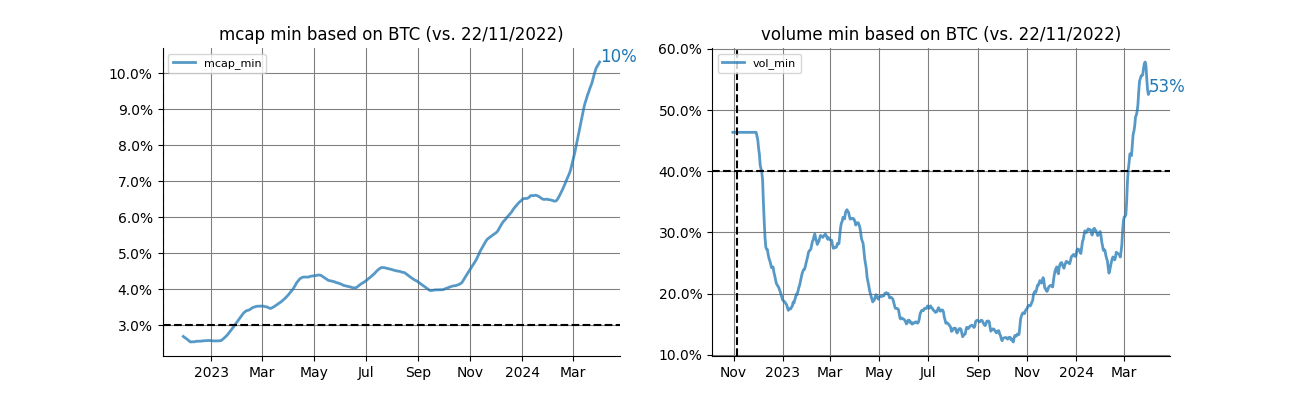 mcap min based on BTC (vs. 22/11/2022)
mcap_min
10%
10.0%
9.0%
8.0%
7.0%
6.0%
5.0%
4.0%
3.0%
2023 Mar May Jul Sep Nov 2024 Mar
volume min based on BTC (vs. 22/11/2022)
vol_min
53%
60.0%
50.0%
40.0%
30.0%
20.0%
10.0%
Nov 2023 Mar May Jul Sep Nov 2024 Mar